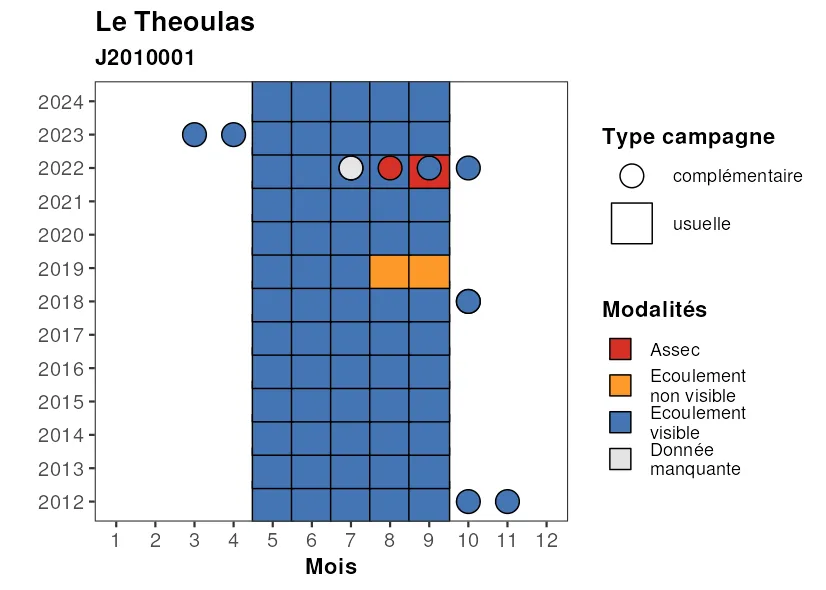 Le Theoulas
J2010001
2024
2023
2022
2021
2020
2019
2018
2017
2016
2015
2014
2013
2012
1 2 3 4 5 6 7 8 9 10 11 12
Mois
Type campagne
complémentaire
usuelle
Modalités
Assec
Ecoulement
non visible
Ecoulement
visible
Donnée
manquante